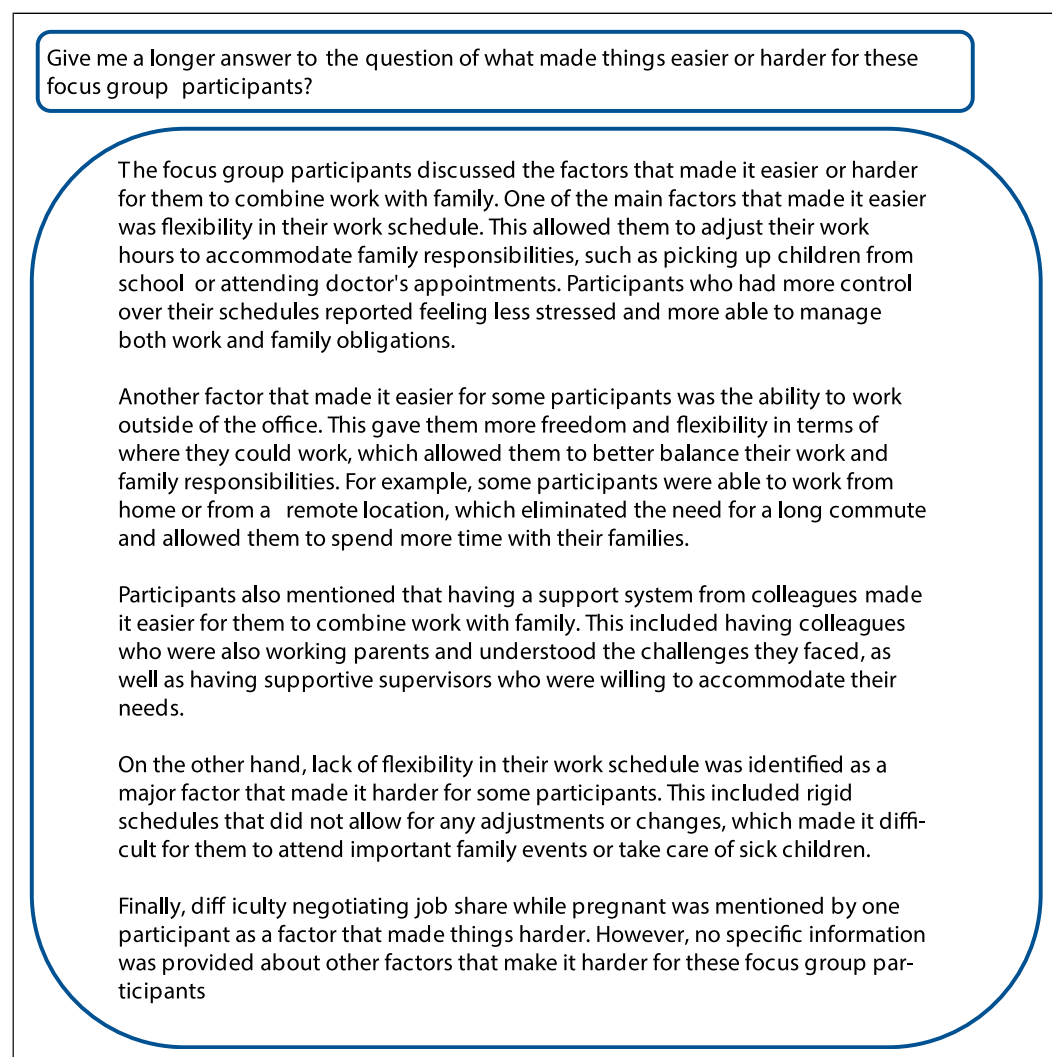 Give me a longer answer to the question of what made things easier or harder for these
focus group participants?
The focus group participants discussed the factors that made it easier or harder
for them to combine work with family. One of the main factors that made it easier
was flexibility in their work schedule. This allowed them to adjust their work
hours to accommodate family responsibilities, such as picking up children from
school or attending doctor's appointments. Participants who had more control
over their schedules reported feeling less stressed and more able to manage
both work and family obligations.
Another factor that made it easier for some participants was the ability to work
outside of the office. This gave them more freedom and flexibility in terms of
where they could work, which allowed them to better balance their work and
family responsibilities. For example, some participants were able to work from
home or from a remote location, which eliminated the need for a long commute
and allowed them to spend more time with their families.
Participants also mentioned that having a support system from colleagues made
it easier for them to combine work with family. This included having colleagues
who were also working parents and understood the challenges they faced, as
well as having supportive supervisors who were willing to accommodate their
needs.
On the other hand, lack of flexibility in their work schedule was identified as a
major factor that made it harder for some participants. This included rigid
schedules that did not allow for any adjustments or changes, which made it diffi-
cult for them to attend important family events or take care of sick children.
Finally, diff iculty negotiating job share while pregnant was mentioned by one
participant as a factor that made things harder. However, no specific information
was provided about other factors that make it harder for these focus group par-
ticipants